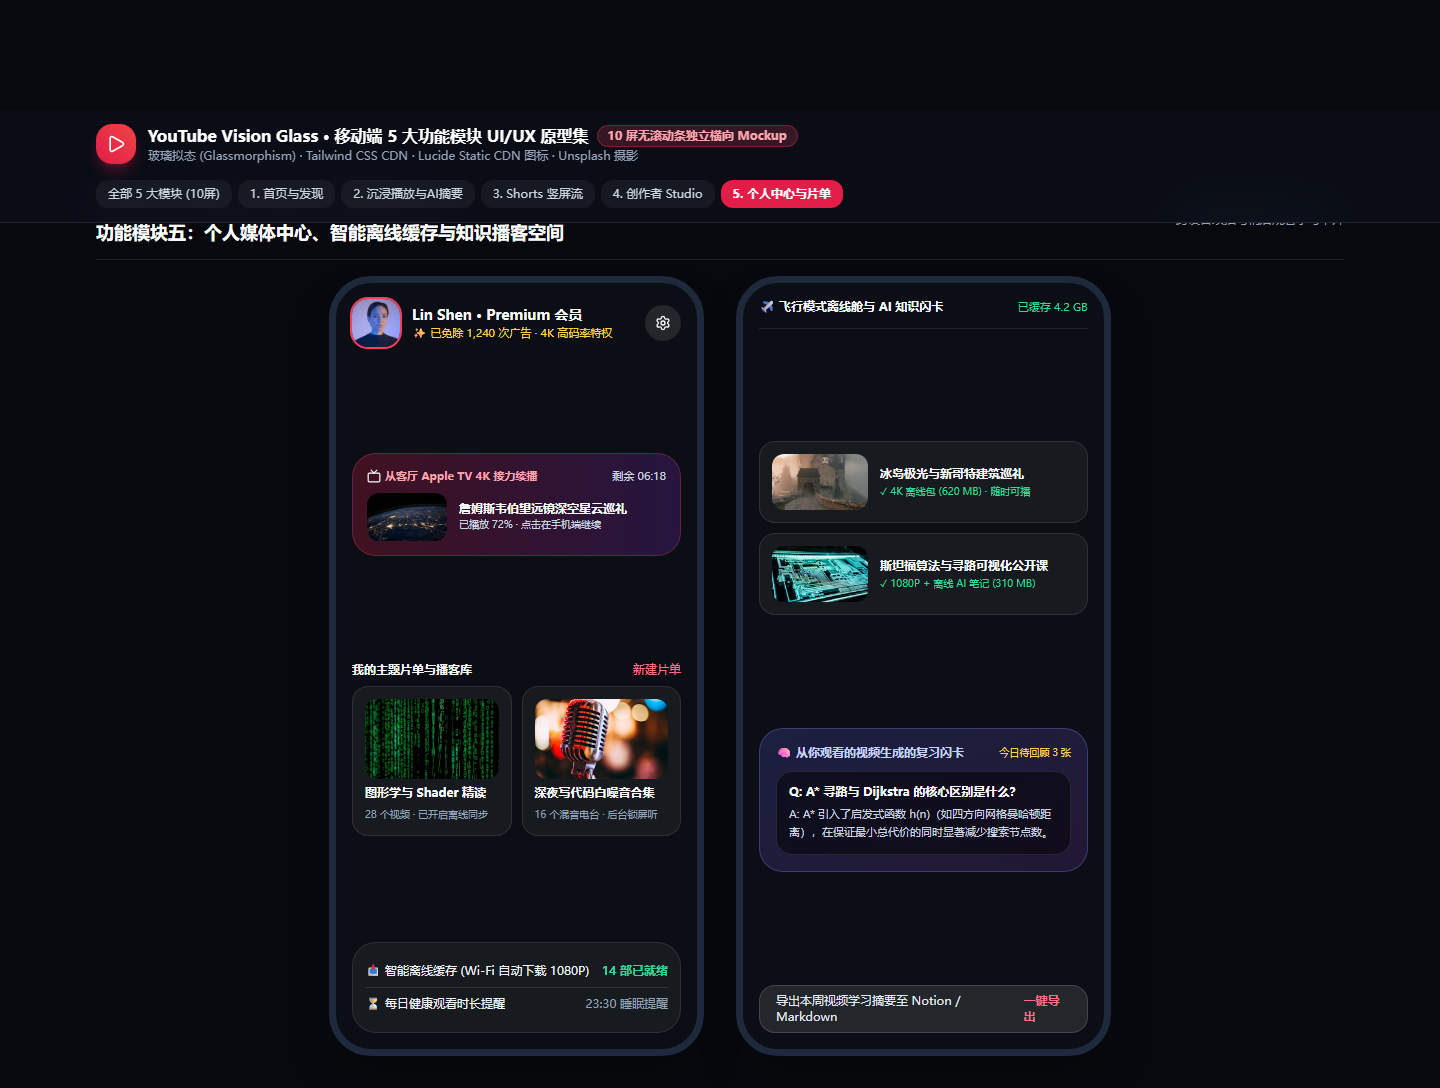 YouTube Vision Glass • 移动端 5 大功能模块 UI/UX 原型集
10 屏无滚动条独立横向 Mockup
玻璃拟态 (Glassmorphism) · Tailwind CSS CDN · Lucide Static CDN 图标 · Unsplash 摄影
全部 5 大模块 (10屏)
1. 首页与发现
2. 沉浸播放与AI摘要
3. Shorts 竖屏流
4. 创作者 Studio
5. 个人中心与片单
功能模块五：个人媒体中心、智能离线缓存与知识播客空间
Lin Shen • Premium 会员
✨ 已免除 1,240 次广告 · 4K 高码率特权
从客厅 Apple TV 4K 接力续播
剩余 06:18
詹姆斯韦伯望远镜深空星云巡礼
已播放 72% · 点击在手机端继续
我的主题片单与播客库
新建片单
图形学与 Shader 精读
28 个视频 · 已开启离线同步
深夜写代码白噪音合集
16 个混音电台 · 后台锁屏听
📥 智能离线缓存 (Wi-Fi 自动下载 1080P)
14 部已就绪
⏳ 每日健康观看时长提醒
23:30 睡眠提醒
✈️ 飞行模式离线舱与 AI 知识闪卡
已缓存 4.2 GB
冰岛极光与新哥特建筑巡礼
✓ 4K 离线包 (620 MB) · 随时可播
斯坦福算法与寻路可视化公开课
✓ 1080P + 离线 AI 笔记 (310 MB)
🧠 从你观看的视频生成的复习闪卡
今日待回顾 3 张
Q: A* 寻路与 Dijkstra 的核心区别是什么?
A: A* 引入了启发式函数 h(n)（如四方向网格曼哈顿距
离），在保证最小总代价的同时显著减少搜索节点数。
导出本周视频学习摘要至 Notion /
Markdown
一键导
出